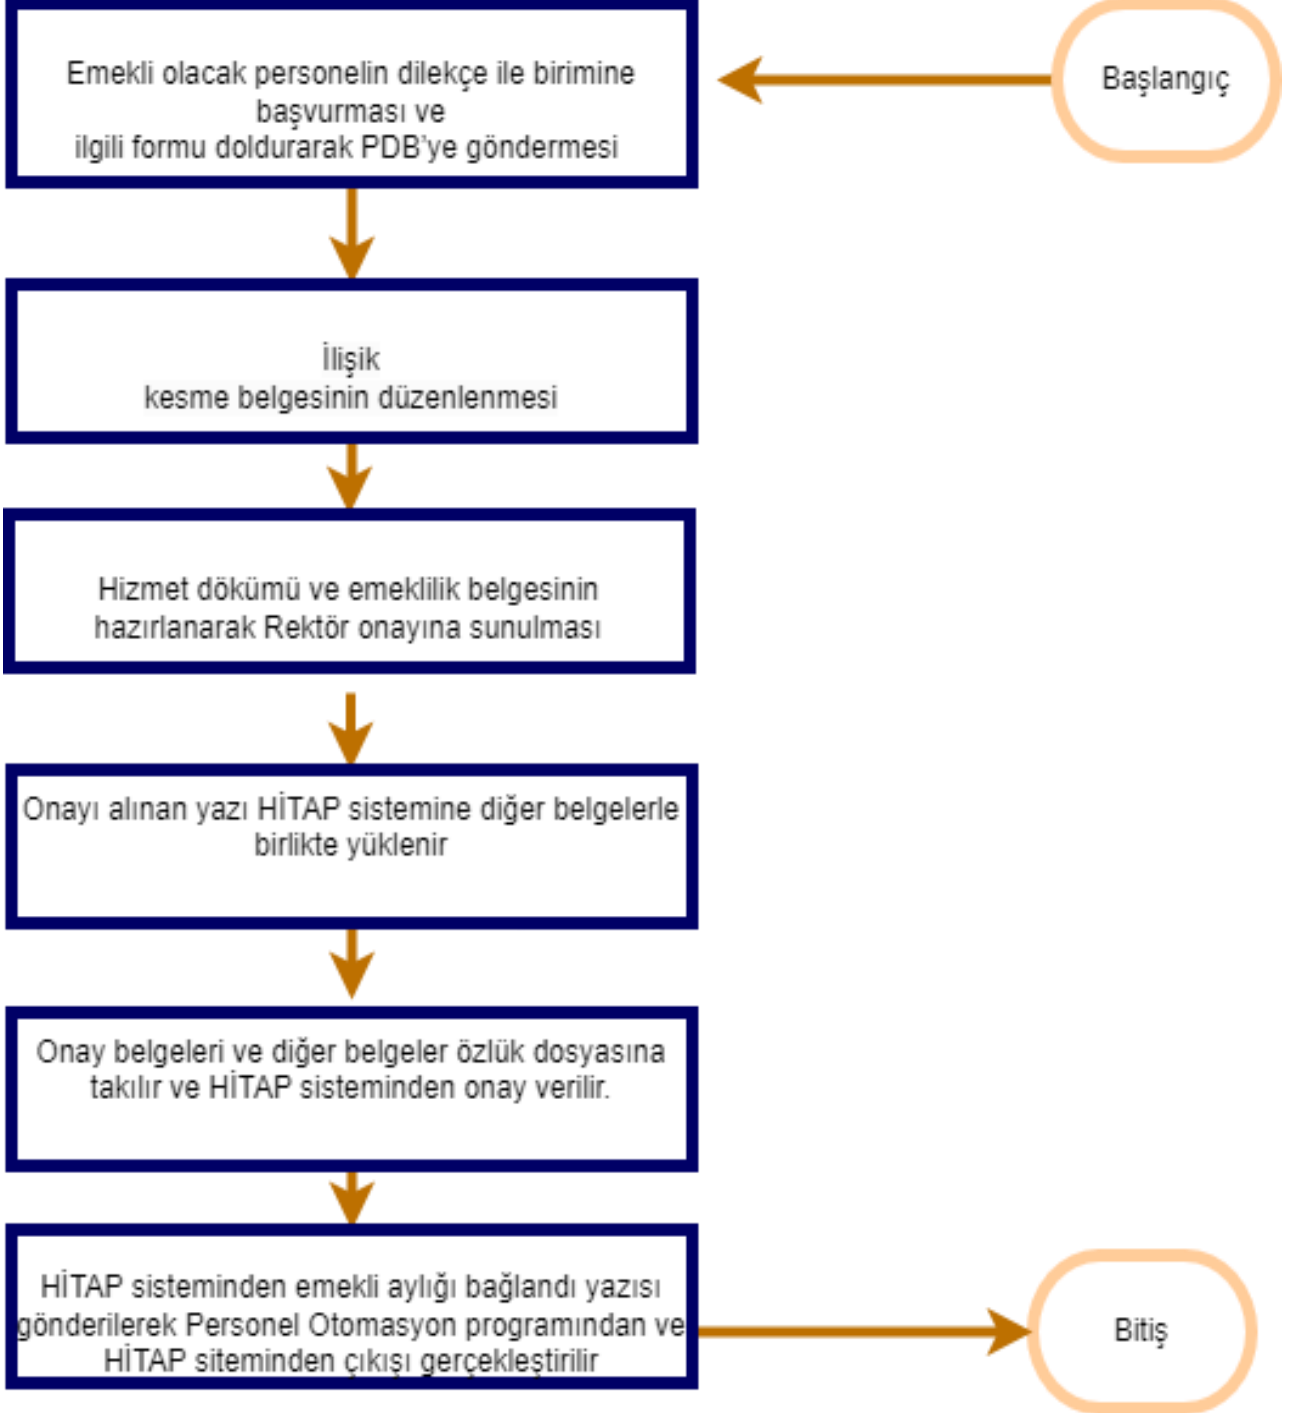 Başlangıç
Emekli olacak personelin dilekçe ile birimine
başvurması ve
ilgili formu doldurarak PDB'ye göndermesi
İlişik
kesme belgesinin düzenlenmesi
Hizmet dökümü ve emeklilik belgesinin
hazırlanarak Rektör onayına sunulması
Onayı alınan yazı HİTAP sistemine diğer belgelerle
birlikte yüklenir
Onay belgeleri ve diğer belgeler özlük dosyasına
takılır ve HİTAP sisteminden onay verilir.
HİTAP sisteminden emekli aylığı bağlandı yazısı
gönderilerek Personel Otomasyon programından ve
HİTAP siteminden çıkışı gerçekleştirilir
Bitiş